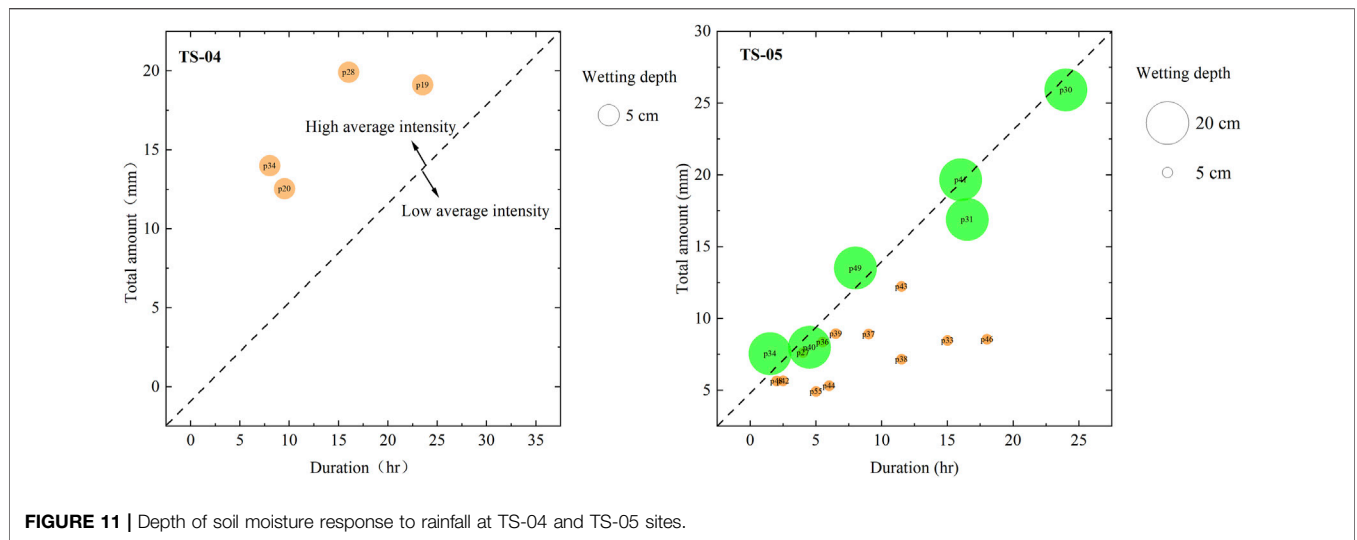 TS-04
p28
p19
p34
p20
High average intensity
Low average intensity
20
15
10
5
0
Total amount（mm）
0 5 10 15 20 25 30 35
Duration（hr）
Wetting depth
5 cm
TS-05
p30
p31
p49
p43
p34
p40
p36
p27
p39
p37
p33
p46
p38
p55
p44
30
25
20
15
10
5
Total amount (mm)
0 5 10 15 20 25
Duration (hr)
Wetting depth
20 cm
5 cm
FIGURE 11 | Depth of soil moisture response to rainfall at TS-04 and TS-05 sites.